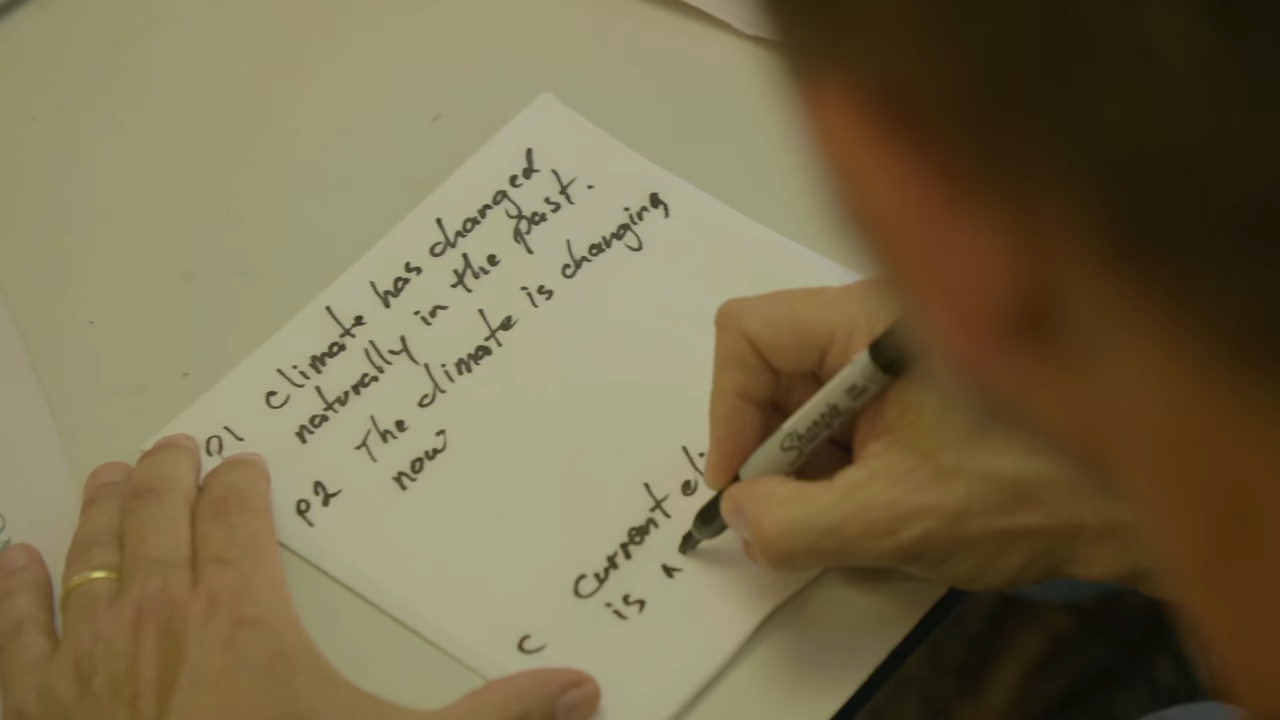 P1 Climate has changed
naturally in the past.
P2 The climate is changing
now
C Current cli
is
Sharpie